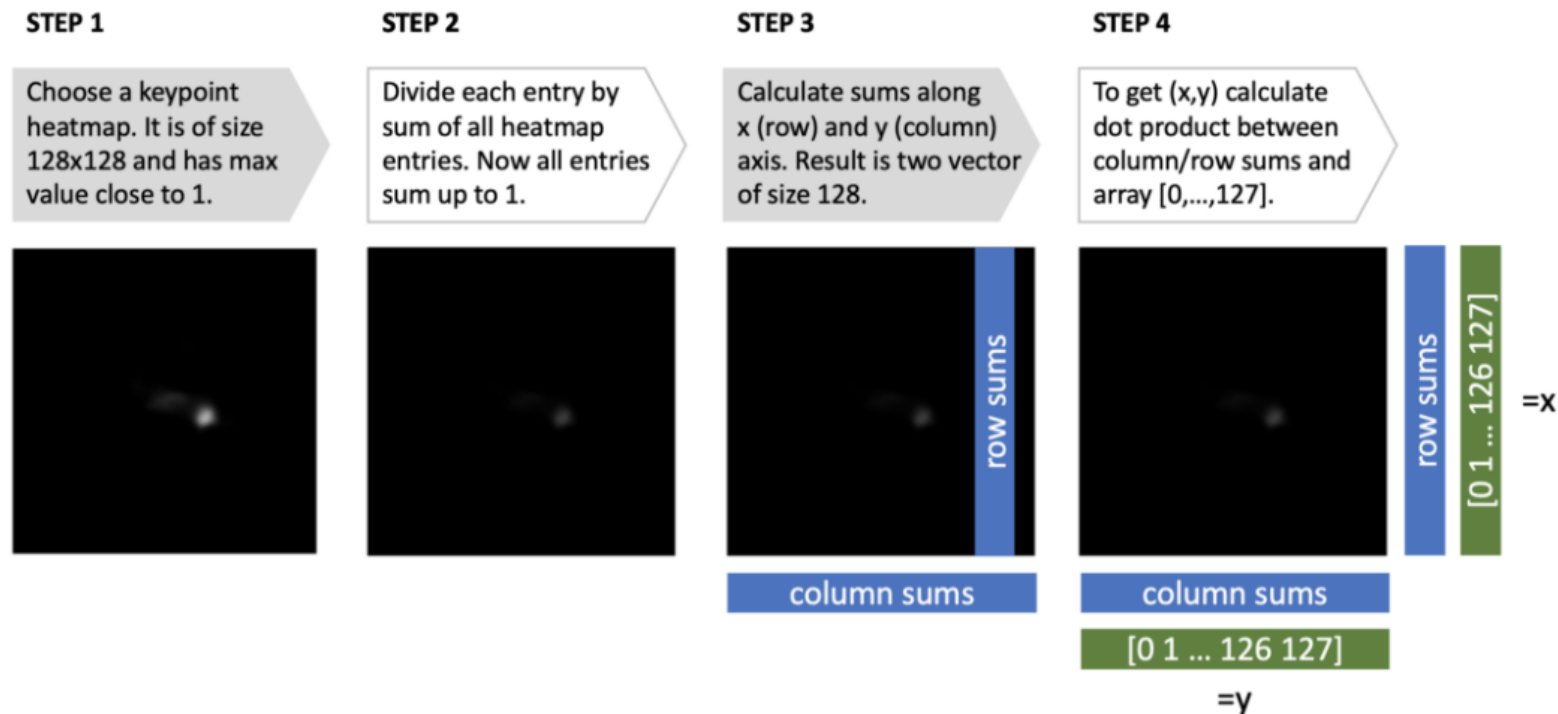 STEP 1
Choose a keypoint
heatmap. It is of size
128x128 and has max
value close to 1.
STEP 2
Divide each entry by
sum of all heatmap
entries. Now all entries
sum up to 1.
STEP 3
Calculate sums along
x (row) and y (column)
axis. Result is two vector
of size 128.
STEP 4
To get (x,y) calculate
dot product between
column/row sums and
array [0,...,127].
row sums
column sums
row sums
[0 1 ... 126 127]
=x
column sums
[0 1 ... 126 127]
=y